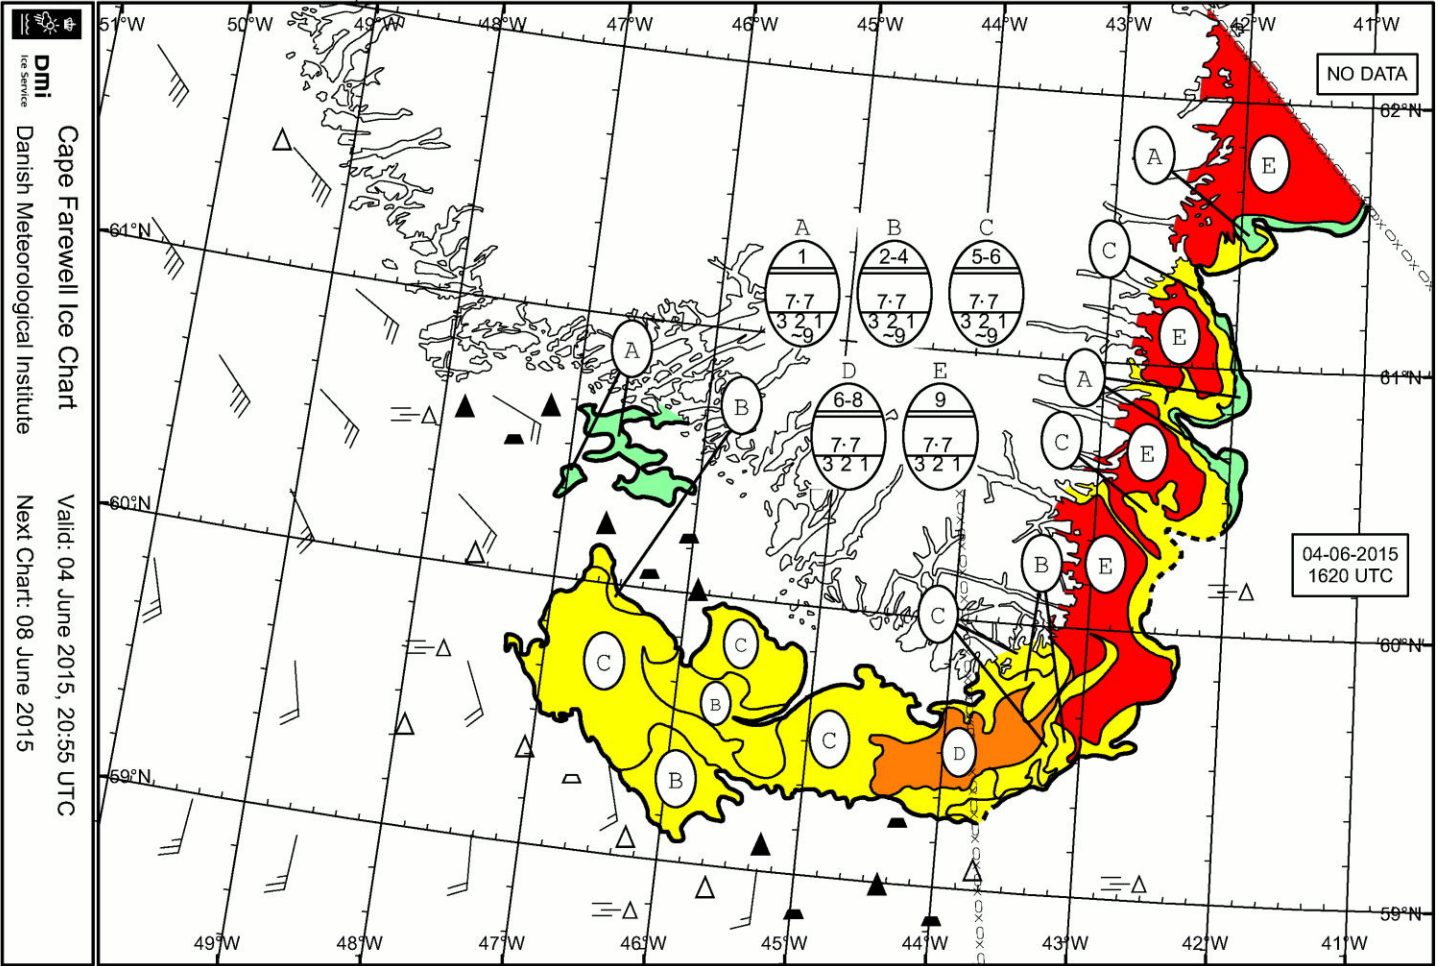 Dmi
Ice Service
Cape Farewell Ice Chart
Danish Meteorological Institute
Valid: 04 June 2015, 20:55 UTC
Next Chart: 08 June 2015
51°W
50°W
49°W
48°W
47°W
46°W
45°W
44°W
43°W
42°W
41°W
NO DATA
62°N
A
E
61°N
A
B
C
C
1
2-4
5-6
7·7
7·7
7·7
3 2 1
3 2 1
3 2 1
~9
~9
~9
E
A
D
E
A
61°N
6-8
9
B
7·7
7·7
C
E
3 2 1
3 2 1
60°N
04-06-2015
1620 UTC
B
E
C
60°N
C
C
B
C
D
B
59°N
59°N
49°W
48°W
47°W
46°W
45°W
44°W
43°W
42°W
41°W